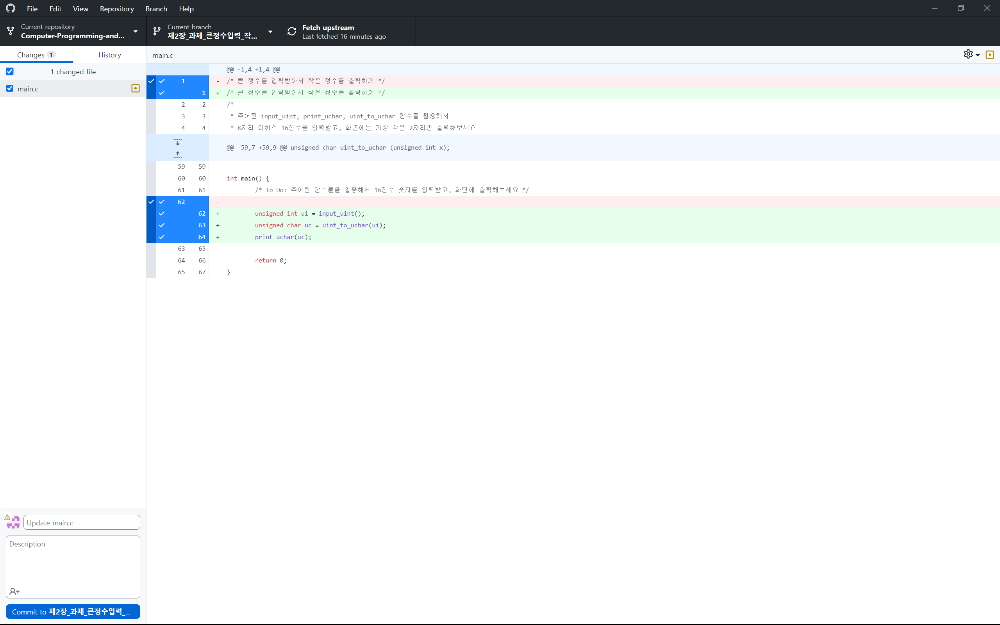 File Edit View Repository Branch Help
Current repository
Computer-Programming-and...
Current branch
제2장_과제_큰정수입력_작...
Fetch upstream
Last fetched 16 minutes ago
Changes 1 History
main.c
1 changed file
main.c
@@ -1,4 +1,4 @@
1 - /* 큰 정수를 입력받아서 작은 정수를 출력하기 */
1 + /* 큰 정수를 입력받아서 작은 정수를 출력하기 */
2 2 /*
3 3 * 주어진 input_uint, print_uchar, uint_to_uchar 함수를 활용해서
4 4 * 8자리 이하의 16진수를 입력받고, 화면에는 가장 작은 2자리만 출력해보세요
@@ -59,7 +59,9 @@ unsigned char uint_to_uchar (unsigned int x);
59 59
60 60 int main() {
61 61 /* To Do: 주어진 함수들을 활용해서 16진수 숫자를 입력받고, 화면에 출력해보세요 */
62 -
62 + unsigned int ui = input_uint();
63 + unsigned char uc = uint_to_uchar(ui);
64 + print_uchar(uc);
63 65
64 66 return 0;
65 67 }
Update main.c
Description
Commit to 제2장_과제_큰정수입력_...